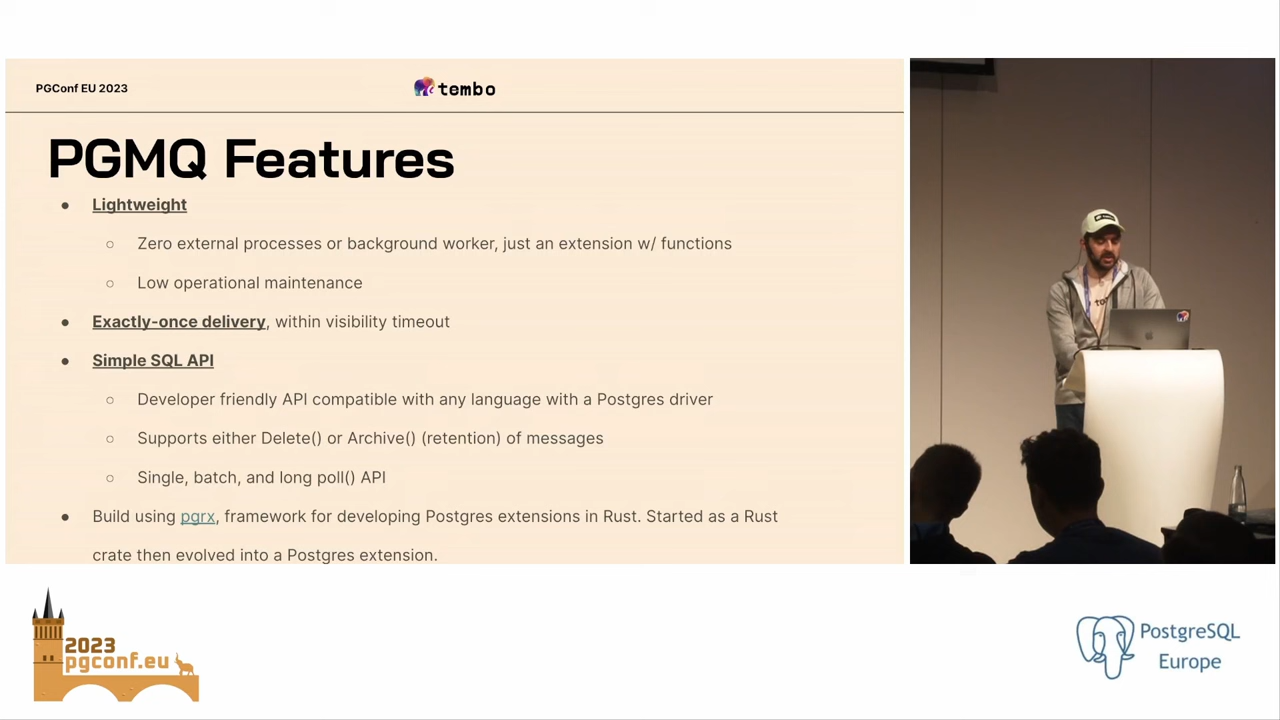 PGConf EU 2023
tembo
PGMQ Features
● Lightweight
○ Zero external processes or background worker, just an extension w/ functions
○ Low operational maintenance
● Exactly-once delivery, within visibility timeout
● Simple SQL API
○ Developer friendly API compatible with any language with a Postgres driver
○ Supports either Delete() or Archive() (retention) of messages
○ Single, batch, and long poll() API
● Build using pgrx, framework for developing Postgres extensions in Rust. Started as a Rust
crate then evolved into a Postgres extension.
2023
pgconf.eu
PostgreSQL
Europe